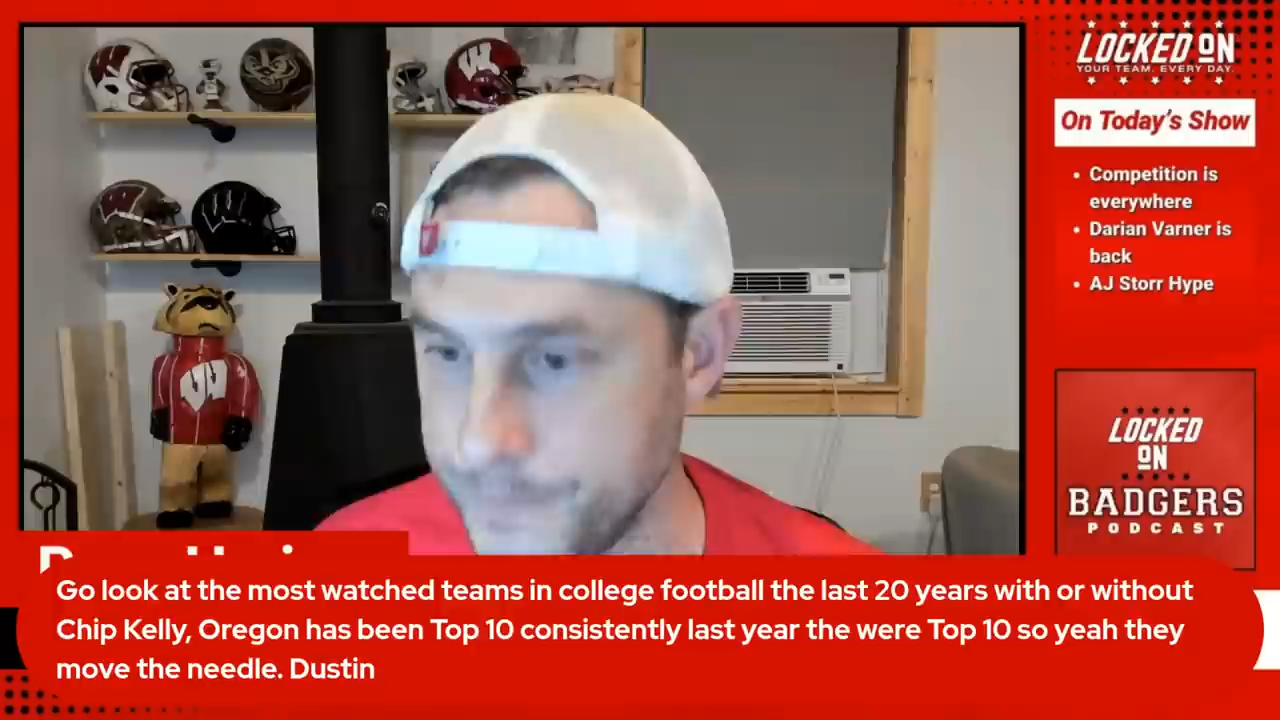 LOCKED ON
YOUR TEAM. EVERY DAY.
On Today's Show
• Competition is
everywhere
• Darian Varner is
back
• AJ Storr Hype
LOCKED
ON
BADGERS
PODCAST
W
W
Go look at the most watched teams in college football the last 20 years with or without
Chip Kelly, Oregon has been Top 10 consistently last year the were Top 10 so yeah they
move the needle. Dustin